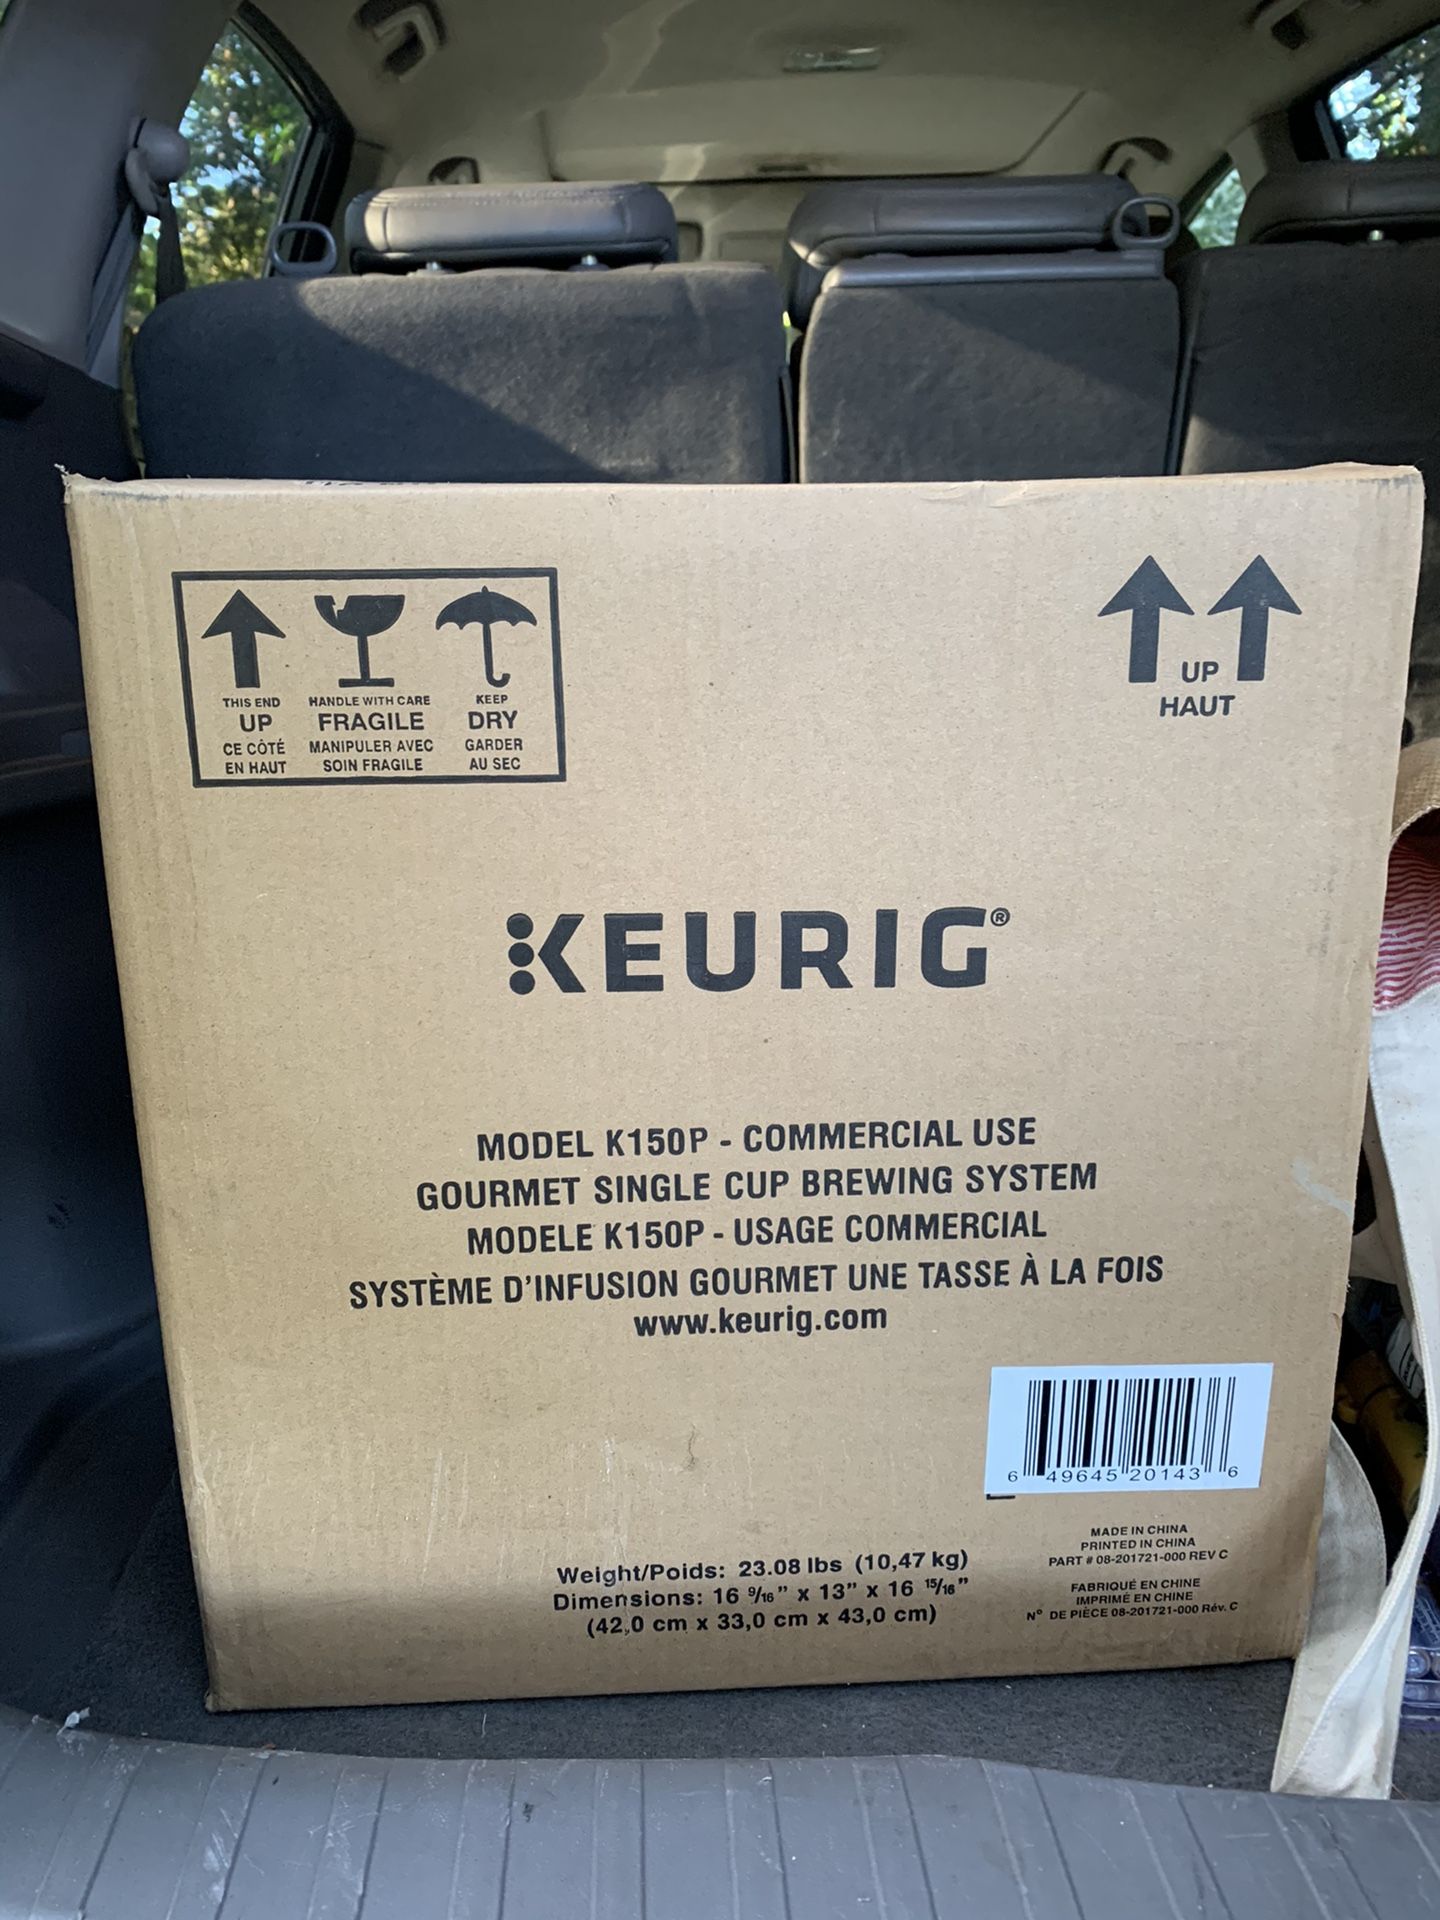 THIS END
UP
CE CÔTÉ
EN HAUT
HANDLE WITH CARE
FRAGILE
MANIPULER AVEC
SOIN FRAGILE
KEEP
DRY
GARDER
AU SEC
UP
HAUT
KEURIG®
MODEL K150P - COMMERCIAL USE
GOURMET SINGLE CUP BREWING SYSTEM
MODELE K150P - USAGE COMMERCIAL
SYSTÈME D'INFUSION GOURMET UNE TASSE À LA FOIS
www.keurig.com
6 49645 20143 6
MADE IN CHINA
PRINTED IN CHINA
PART # 08-201721-000 REV C
FABRIQUÉ EN CHINE
IMPRIMÉ EN CHINE
N° DE PIÈCE 08-201721-000 Rév. C
Weight/Poids: 23.08 lbs (10,47 kg)
Dimensions: 16 9/16" x 13" x 16 15/16"
(42,0 cm x 33,0 cm x 43,0 cm)